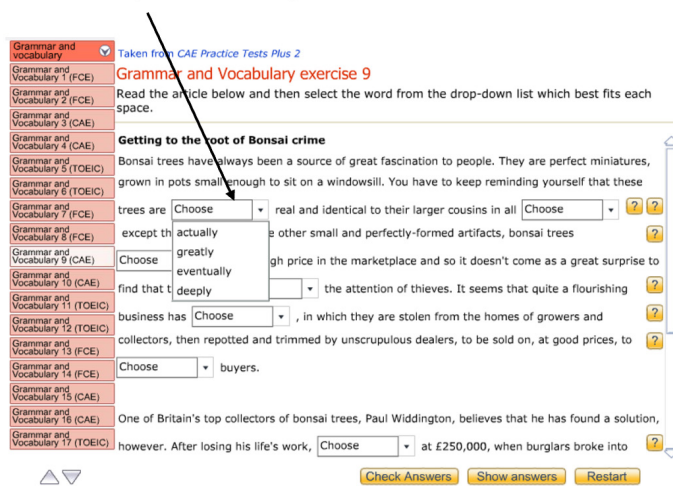 Grammar and
vocabulary
Grammar and
Vocabulary 1 (FCE)
Grammar and
Vocabulary 2 (FCE)
Grammar and
Vocabulary 3 (CAE)
Grammar and
Vocabulary 4 (CAE)
Grammar and
Vocabulary 5 (TOEIC)
Grammar and
Vocabulary 6 (TOEIC)
Grammar and
Vocabulary 7 (FCE)
Grammar and
Vocabulary 8 (FCE)
Grammar and
Vocabulary 9 (CAE)
Grammar and
Vocabulary 10 (CAE)
Grammar and
Vocabulary 11 (TOEIC)
Grammar and
Vocabulary 12 (TOEIC)
Grammar and
Vocabulary 13 (FCE)
Grammar and
Vocabulary 14 (FCE)
Grammar and
Vocabulary 15 (CAE)
Grammar and
Vocabulary 16 (CAE)
Grammar and
Vocabulary 17 (TOEIC)
Taken from CAE Practice Tests Plus 2
Grammar and Vocabulary exercise 9
Read the article below and then select the word from the drop-down list which best fits each
space.
Getting to the root of Bonsai crime
Bonsai trees have always been a source of great fascination to people. They are perfect miniatures,
grown in pots small enough to sit on a windowsill. You have to keep reminding yourself that these
trees are Choose real and identical to their larger cousins in all Choose ? ?
except th e other small and perfectly-formed artifacts, bonsai trees ?
actually
greatly
eventually
deeply
Choose gh price in the marketplace and so it doesn't come as a great surprise to
find that t the attention of thieves. It seems that quite a flourishing ?
business has Choose , in which they are stolen from the homes of growers and ?
collectors, then repotted and trimmed by unscrupulous dealers, to be sold on, at good prices, to ?
Choose buyers.
One of Britain's top collectors of bonsai trees, Paul Widdington, believes that he has found a solution,
however. After losing his life's work, Choose at £250,000, when burglars broke into ?
Check Answers Show answers Restart